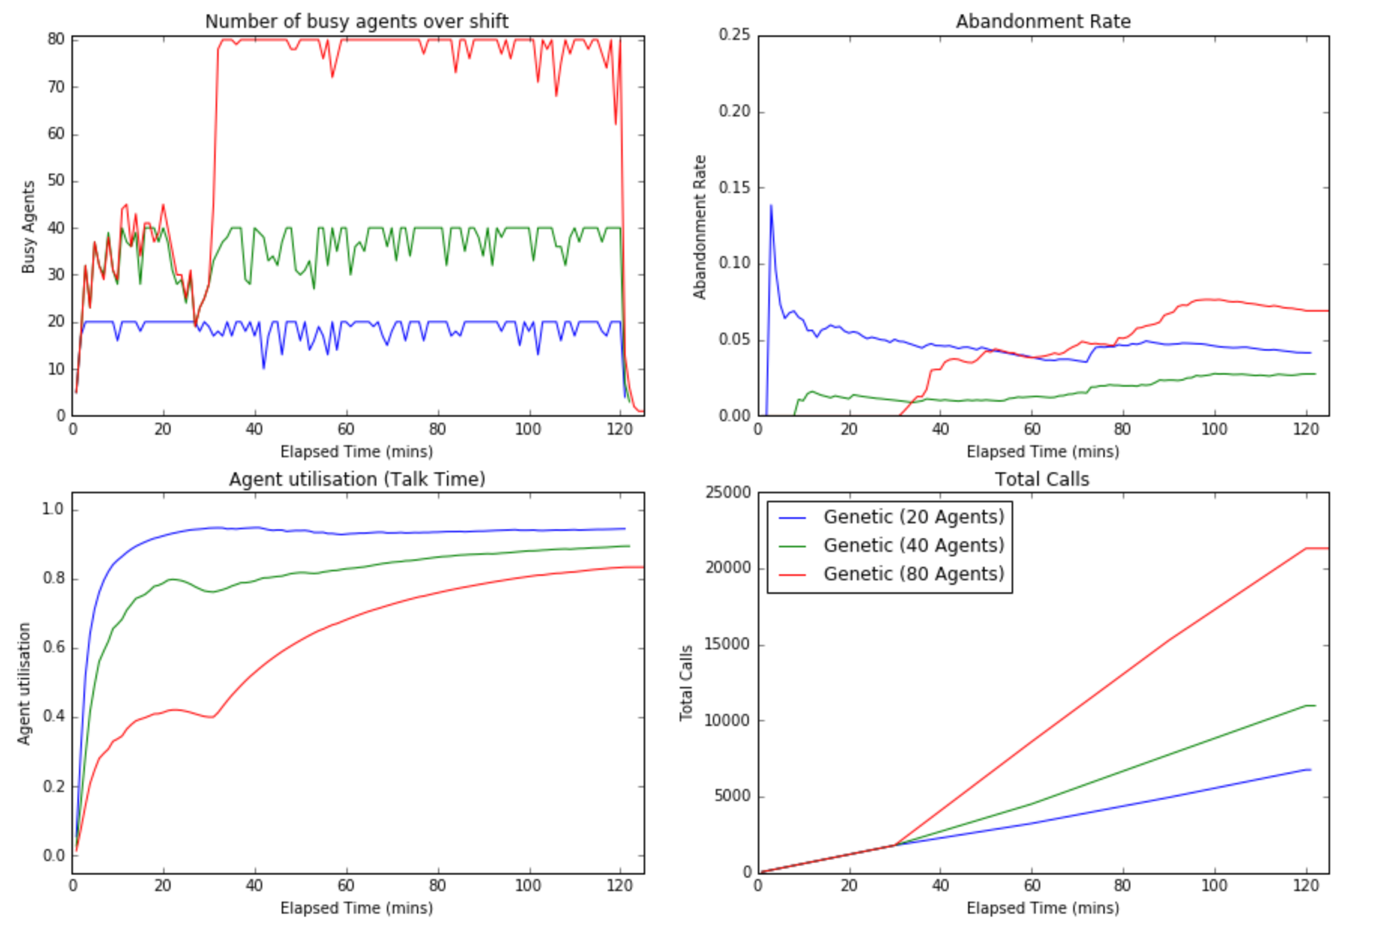 Number of busy agents over shift
80
70
60
50
40
30
20
10
0
Busy Agents
0 20 40 60 80 100 120
Elapsed Time (mins)
Abandonment Rate
0.25
0.20
0.15
0.10
0.05
0.00
Abandonment Rate
0 20 40 60 80 100 120
Elapsed Time (mins)
Agent utilisation (Talk Time)
1.0
0.8
0.6
0.4
0.2
0.0
Agent utilisation
0 20 40 60 80 100 120
Elapsed Time (mins)
Total Calls
25000
20000
15000
10000
5000
0
Total Calls
Genetic (20 Agents)
Genetic (40 Agents)
Genetic (80 Agents)
0 20 40 60 80 100 120
Elapsed Time (mins)